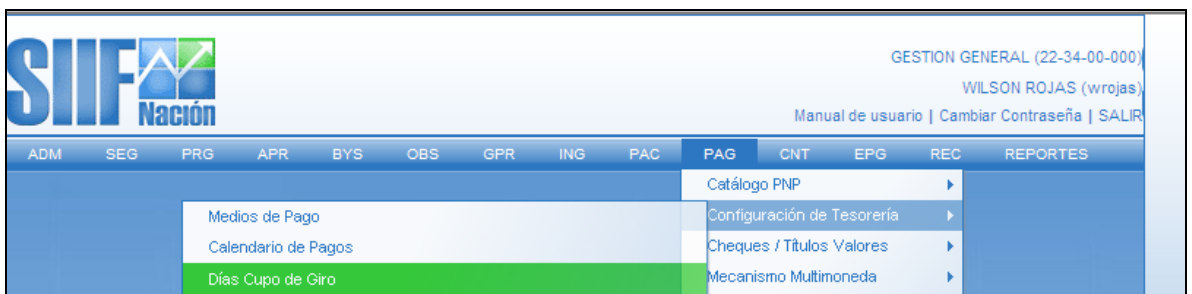 SIIF
Nación
GESTION GENERAL (22-34-00-000)
WILSON ROJAS (wrojas)
Manual de usuario | Cambiar Contraseña | SALIR
ADM SEG PRG APR BYS OBS GPR ING PAC PAG CNT EPG REC REPORTES
Catálogo PNP
Medios de Pago
Configuración de Tesorería
Calendario de Pagos
Cheques / Títulos Valores
Días Cupo de Giro
Mecanismo Multimoneda